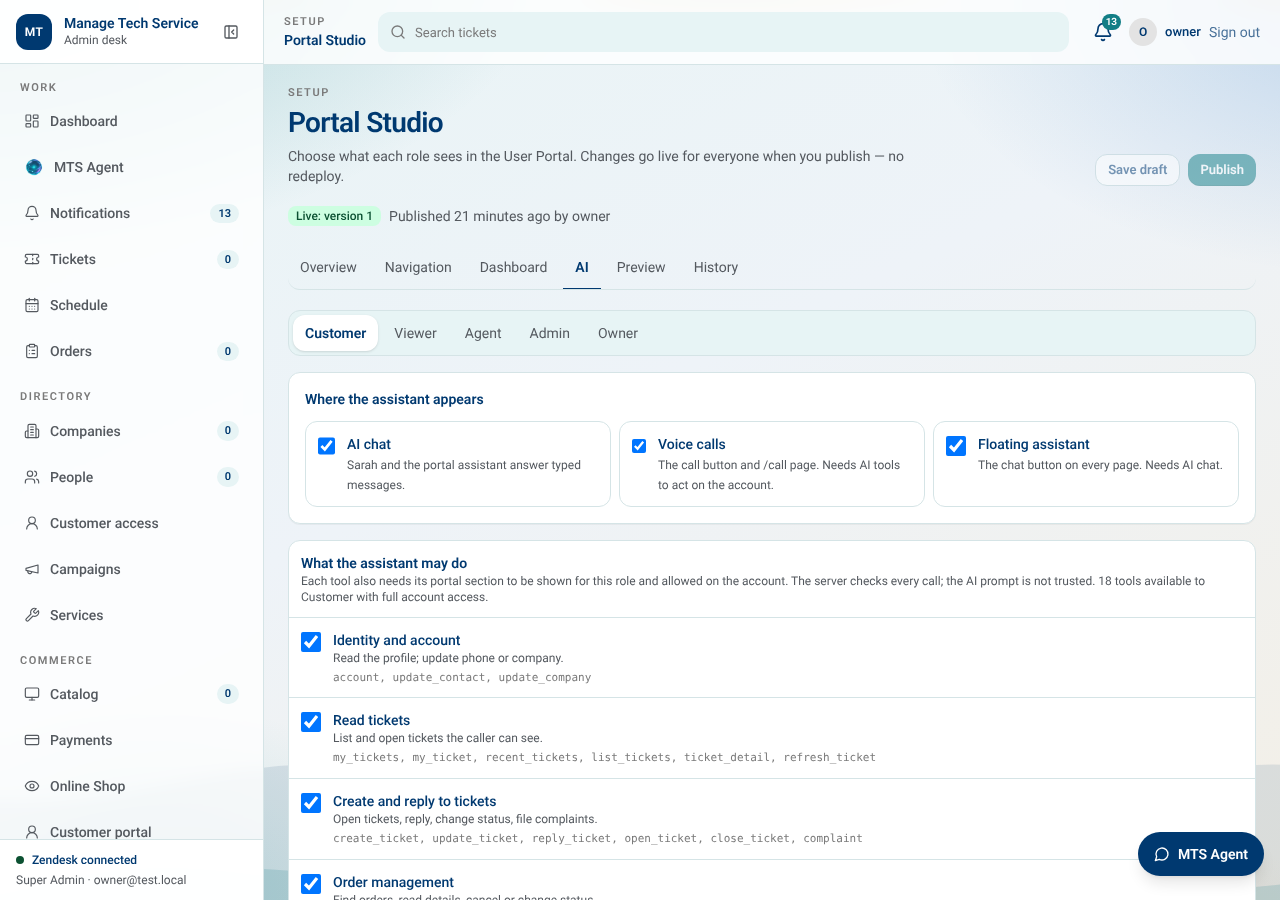 MT
Manage Tech Service
Admin desk
WORK
Dashboard
MTS Agent
Notifications 13
Tickets 0
Schedule
Orders 0
DIRECTORY
Companies 0
People 0
Customer access
Campaigns
Services
COMMERCE
Catalog 0
Payments
Online Shop
Customer portal
Zendesk connected
Super Admin · owner@test.local
SETUP
Portal Studio
Search tickets
13
O owner Sign out
SETUP
Portal Studio
Choose what each role sees in the User Portal. Changes go live for everyone when you publish — no
redeploy.
Save draft Publish
Live: version 1 Published 21 minutes ago by owner
Overview Navigation Dashboard AI Preview History
Customer Viewer Agent Admin Owner
Where the assistant appears
AI chat
Sarah and the portal assistant answer typed
messages.
Voice calls
The call button and /call page. Needs AI tools
to act on the account.
Floating assistant
The chat button on every page. Needs AI chat.
What the assistant may do
Each tool also needs its portal section to be shown for this role and allowed on the account. The server checks every call; the AI prompt is not trusted. 18 tools available to
Customer with full account access.
Identity and account
Read the profile; update phone or company.
account, update_contact, update_company
Read tickets
List and open tickets the caller can see.
my_tickets, my_ticket, recent_tickets, list_tickets, ticket_detail, refresh_ticket
Create and reply to tickets
Open tickets, reply, change status, file complaints.
create_ticket, update_ticket, reply_ticket, open_ticket, close_ticket, complaint
Order management
Find orders, read details, cancel or change status.
MTS Agent